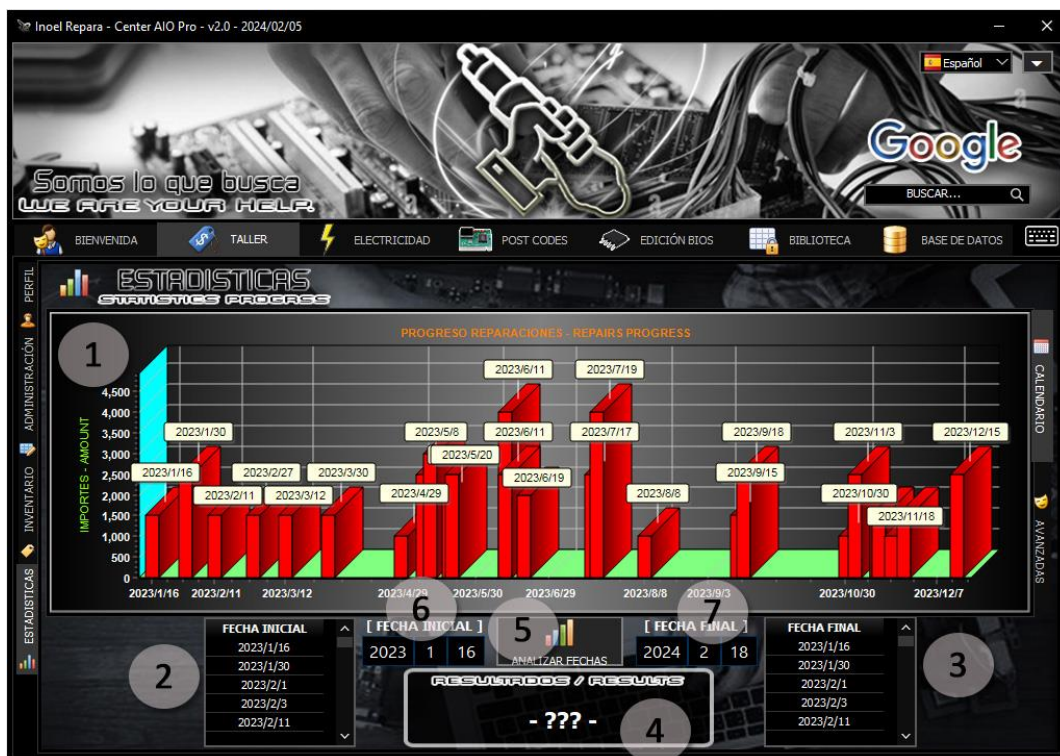 Inoel Repara - Center AIO Pro - v2.0 - 2024/02/05
Español
Google
Somos lo que busca
WE ARE YOUR HELP.
BUSCAR...
BIENVENIDA
TALLER
ELECTRICIDAD
POST CODES
EDICIÓN BIOS
BIBLIOTECA
BASE DE DATOS
PERFIL
ADMINISTRACIÓN
INVENTARIO
ESTADISTICAS
ESTADISTICAS
STATISTICS PROGRASS
PROGRESO REPARACIONES - REPAIRS PROGRESS
1
IMPORTES - AMOUNT
4,500
4,000
3,500
3,000
2,500
2,000
1,500
1,000
500
0
2023/6/11
2023/7/19
2023/1/30
2023/5/8
2023/6/11
2023/7/17
2023/9/18
2023/11/3
2023/12/15
2023/1/16
2023/2/27
2023/3/30
2023/5/20
2023/6/19
2023/9/15
2023/2/11
2023/3/12
2023/4/29
2023/8/8
2023/10/30
2023/11/18
2023/1/16 2023/2/11 2023/3/12 2023/4/29 2023/5/30 2023/6/29 2023/8/8 2023/9/3 2023/10/30 2023/12/7
CALENDARIO
AVANZADAS
2
FECHA INICIAL
2023/1/16
2023/1/30
2023/2/1
2023/2/3
2023/2/11
6
[ FECHA INICIAL ]
2023 1 16
5
ANALIZAR FECHAS
7
[ FECHA FINAL ]
2024 2 18
RESULTADOS / RESULTS
- ??? -
4
FECHA FINAL
2023/1/16
2023/1/30
2023/2/1
2023/2/3
2023/2/11
3